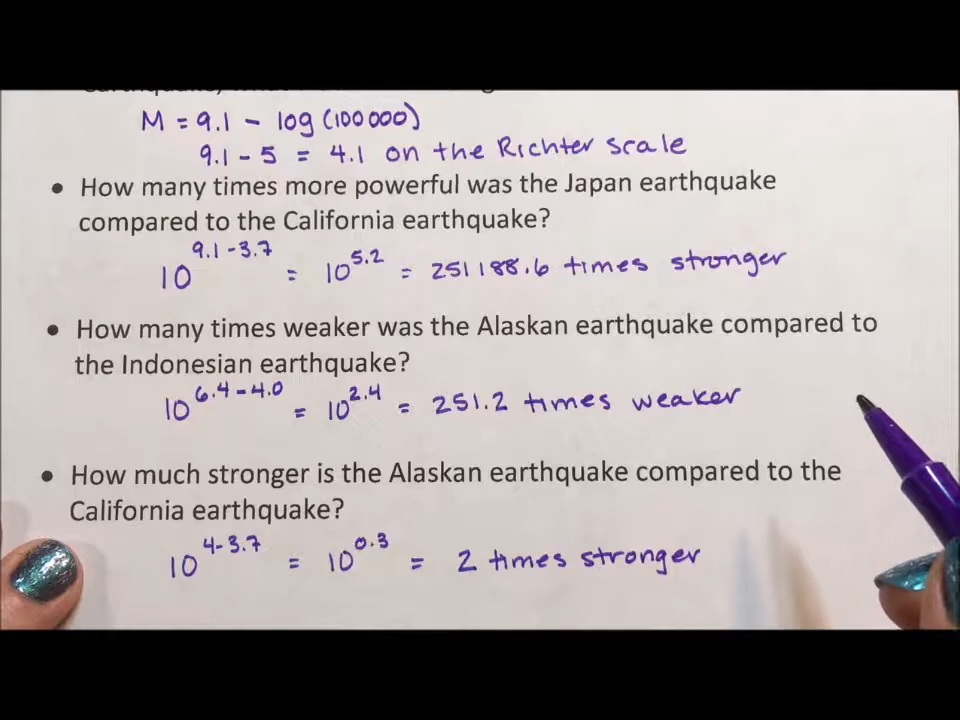 M = 9.1 - log (100000)
9.1 - 5 = 4.1 on the Richter scale
• How many times more powerful was the Japan earthquake
compared to the California earthquake?
10^9.1-3.7 = 10^5.2 = 251188.6 times stronger
• How many times weaker was the Alaskan earthquake compared to
the Indonesian earthquake?
10^6.4-4.0 = 10^2.4 = 251.2 times weaker
• How much stronger is the Alaskan earthquake compared to the
California earthquake?
10^4-3.7 = 10^0.3 = 2 times stronger